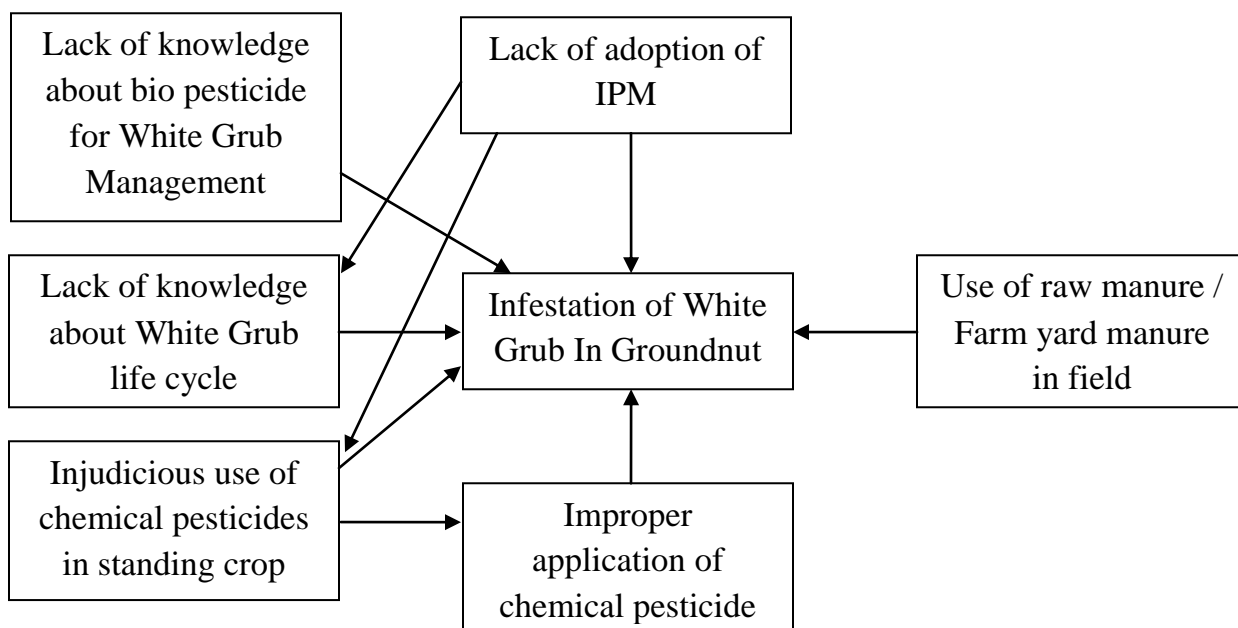 Lack of knowledge
about bio pesticide
for White Grub
Management
Lack of adoption of
IPM
Lack of knowledge
about White Grub
life cycle
Infestation of White
Grub In Groundnut
Use of raw manure /
Farm yard manure
in field
Injudicious use of
chemical pesticides
in standing crop
Improper
application of
chemical pesticide